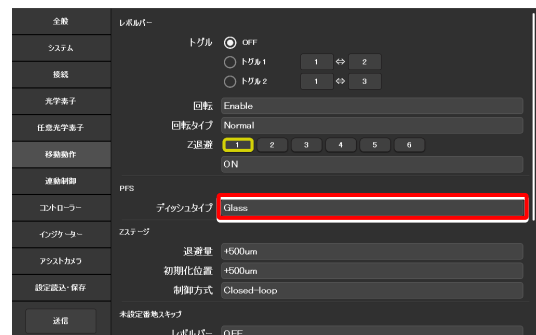 全般
システム
接続
光学素子
任意光学素子
移動動作
連動制御
コントローラー
インジケーター
アシストカメラ
設定読込・保存
送信
レボルバー
トグル OFF
トグル1 1 ⇔ 2
トグル2 1 ⇔ 3
回転 Enable
回転タイプ Normal
Z退避 1 2 3 4 5 6
ON
PFS
ディッシュタイプ Glass
Zステージ
退避量 +500um
初期化位置 +500um
制御方式 Closed-loop
未設定番地スキップ
レボルバー OFF